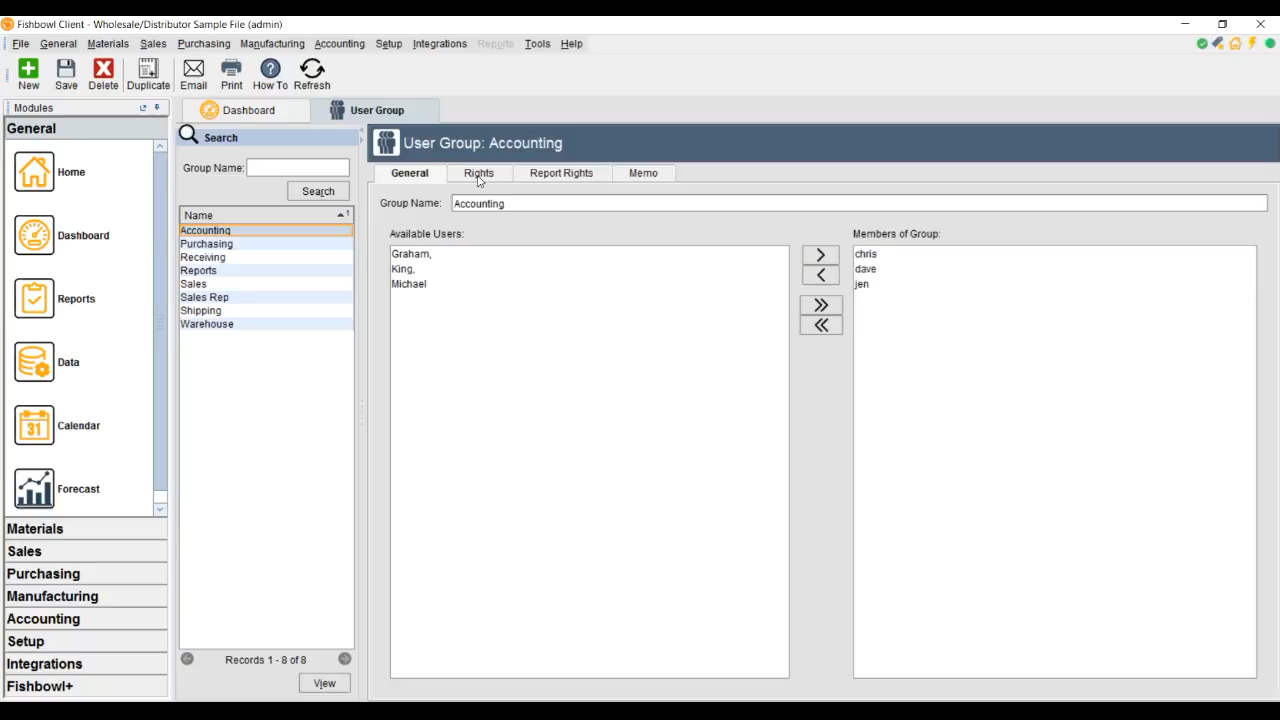 Fishbowl Client - Wholesale/Distributor Sample File (admin)
File General Materials Sales Purchasing Manufacturing Accounting Setup Integrations Reports Tools Help
New Save Delete Duplicate Email Print How To Refresh
Modules
General
Home
Dashboard
Reports
Data
31 Calendar
Forecast
Materials
Sales
Purchasing
Manufacturing
Accounting
Setup
Integrations
Fishbowl+
Dashboard User Group
Search
Group Name:
Search
Name 1
Accounting
Purchasing
Receiving
Reports
Sales
Sales Rep
Shipping
Warehouse
Records 1 - 8 of 8
View
User Group: Accounting
General Rights Report Rights Memo
Group Name: Accounting
Available Users:
Graham,
King,
Michael
Members of Group:
chris
dave
jen